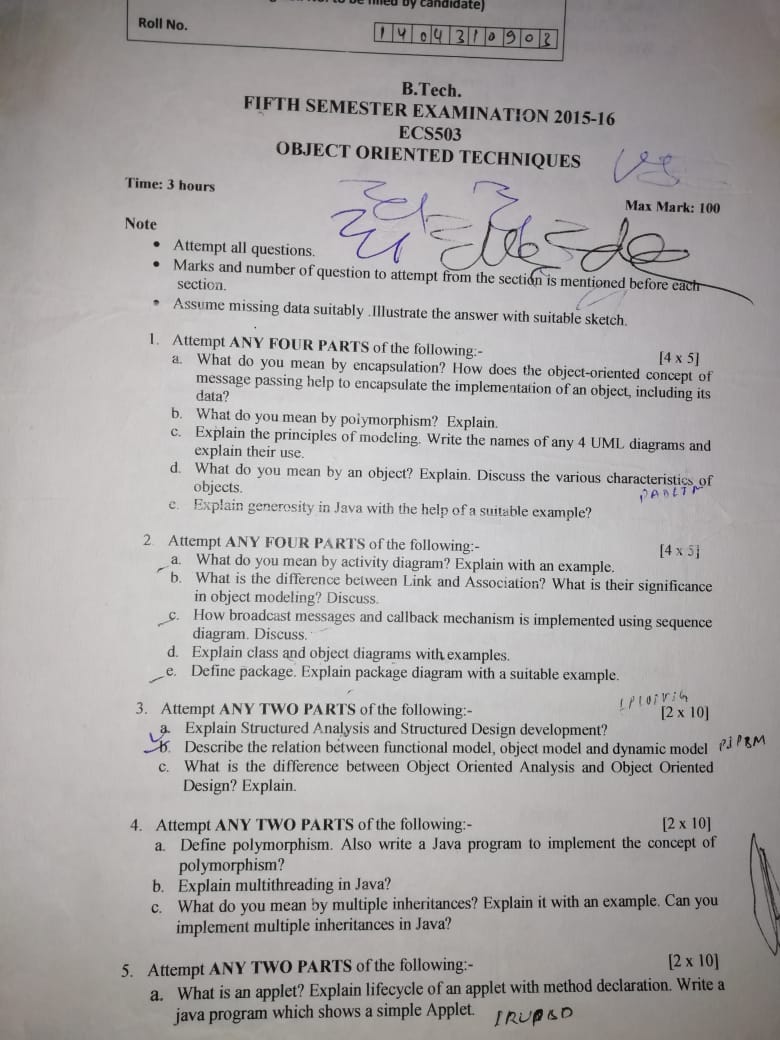 be filled by candidate)
Roll No.
1404310903
B.Tech.
FIFTH SEMESTER EXAMINATION 2015-16
ECS503
OBJECT ORIENTED TECHNIQUES
Time: 3 hours
Max Mark: 100
Note
• Attempt all questions.
• Marks and number of question to attempt from the section is mentioned before each
section.
• Assume missing data suitably .Illustrate the answer with suitable sketch.
1. Attempt ANY FOUR PARTS of the following:- [4 x 5]
a. What do you mean by encapsulation? How does the object-oriented concept of
message passing help to encapsulate the implementation of an object, including its
data?
b. What do you mean by polymorphism? Explain.
c. Explain the principles of modeling. Write the names of any 4 UML diagrams and
explain their use.
d. What do you mean by an object? Explain. Discuss the various characteristics of
objects.
e. Explain generosity in Java with the help of a suitable example?
2. Attempt ANY FOUR PARTS of the following:- [4 x 5]
a. What do you mean by activity diagram? Explain with an example.
b. What is the difference between Link and Association? What is their significance
in object modeling? Discuss.
c. How broadcast messages and callback mechanism is implemented using sequence
diagram. Discuss.
d. Explain class and object diagrams with examples.
e. Define package. Explain package diagram with a suitable example.
3. Attempt ANY TWO PARTS of the following:- [2 x 10]
a. Explain Structured Analysis and Structured Design development?
b. Describe the relation between functional model, object model and dynamic model
c. What is the difference between Object Oriented Analysis and Object Oriented
Design? Explain.
4. Attempt ANY TWO PARTS of the following:- [2 x 10]
a. Define polymorphism. Also write a Java program to implement the concept of
polymorphism?
b. Explain multithreading in Java?
c. What do you mean by multiple inheritances? Explain it with an example. Can you
implement multiple inheritances in Java?
5. Attempt ANY TWO PARTS of the following:- [2 x 10]
a. What is an applet? Explain lifecycle of an applet with method declaration. Write a
java program which shows a simple Applet.